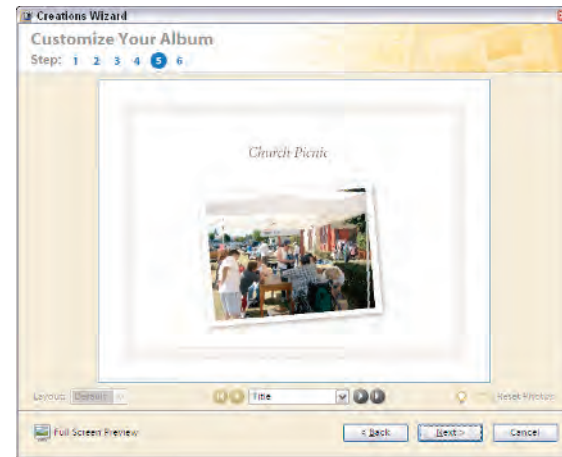 Creations Wizard
Customize Your Album
Step: 1 2 3 4 5 6
Church Picnic
Layout: Default Title Reset Photos
Full Screen Preview < Back Next > Cancel